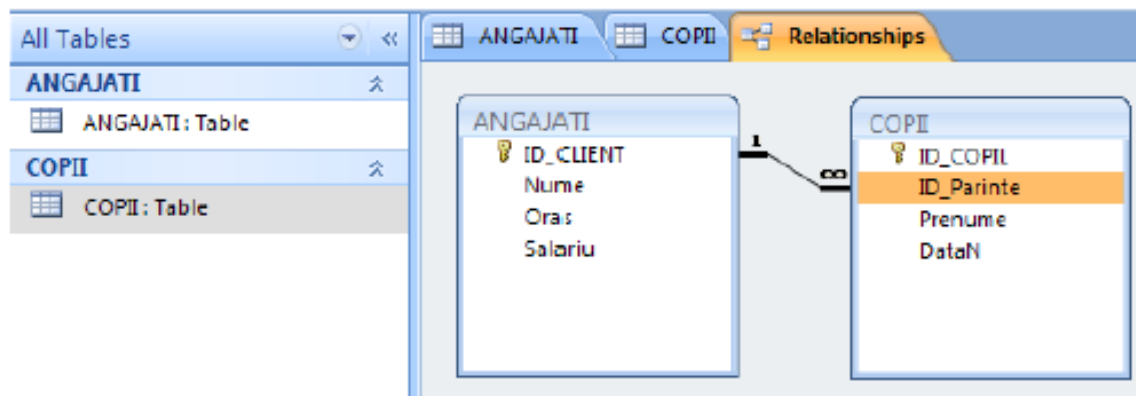 All Tables
ANGAJATI
ANGAJATI : Table
COPII
COPII : Table
ANGAJATI
COPII
Relationships
ANGAJATI
ID_CLIENT
Nume
Oras
Salariu
1
∞
COPII
ID_COPIL
ID_Parinte
Prenume
DataN